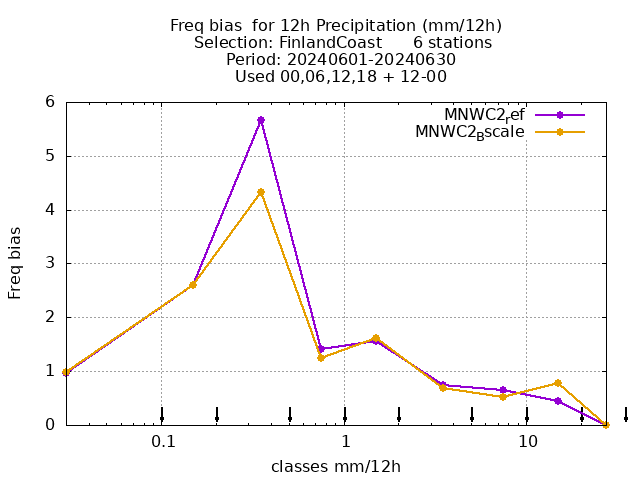 Freq bias  for 12h Precipitation (mm/12h)
Selection: FinlandCoast      6 stations
Period: 20240601-20240630
Used 00,06,12,18 + 12-00
MNWC2ref
MNWC2Bscale
6
5
4
3
2
1
0
Freq bias
0.1
1
10
classes mm/12h